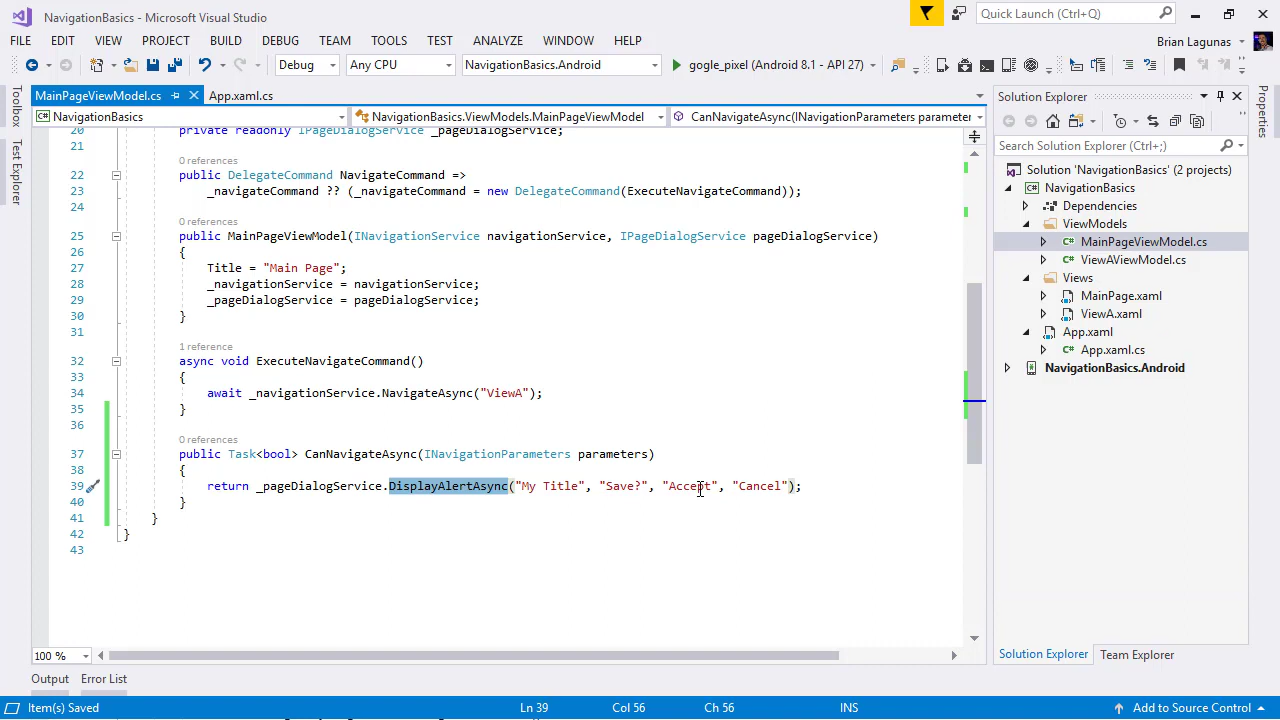 NavigationBasics - Microsoft Visual Studio
Quick Launch (Ctrl+Q)
FILE EDIT VIEW PROJECT BUILD DEBUG TEAM TOOLS TEST ANALYZE WINDOW HELP
Brian Lagunas
Debug Any CPU NavigationBasics.Android gogle_pixel (Android 8.1 - API 27)
Toolbox
Test Explorer
MainPageViewModel.cs App.xaml.cs
NavigationBasics NavigationBasics.ViewModels.MainPageViewModel CanNavigateAsync(INavigationParameters parameter
20 private readonly IPageDialogService _pageDialogService;
21
0 references
22 public DelegateCommand NavigateCommand =>
23 _navigateCommand ?? (_navigateCommand = new DelegateCommand(ExecuteNavigateCommand));
24
0 references
25 public MainPageViewModel(INavigationService navigationService, IPageDialogService pageDialogService)
26 {
27 Title = "Main Page";
28 _navigationService = navigationService;
29 _pageDialogService = pageDialogService;
30 }
31
1 reference
32 async void ExecuteNavigateCommand()
33 {
34 await _navigationService.NavigateAsync("ViewA");
35 }
36
0 references
37 public Task<bool> CanNavigateAsync(INavigationParameters parameters)
38 {
39 return _pageDialogService.DisplayAlertAsync("My Title", "Save?", "Accept", "Cancel");
40 }
41 }
42 }
43
100 %
Output Error List
Solution Explorer
Search Solution Explorer (Ctrl+;)
Solution 'NavigationBasics' (2 projects)
NavigationBasics
Dependencies
ViewModels
MainPageViewModel.cs
ViewAViewModel.cs
Views
MainPage.xaml
ViewA.xaml
App.xaml
App.xaml.cs
NavigationBasics.Android
Solution Explorer Team Explorer
Properties
Item(s) Saved Ln 39 Col 56 Ch 56 INS Add to Source Control